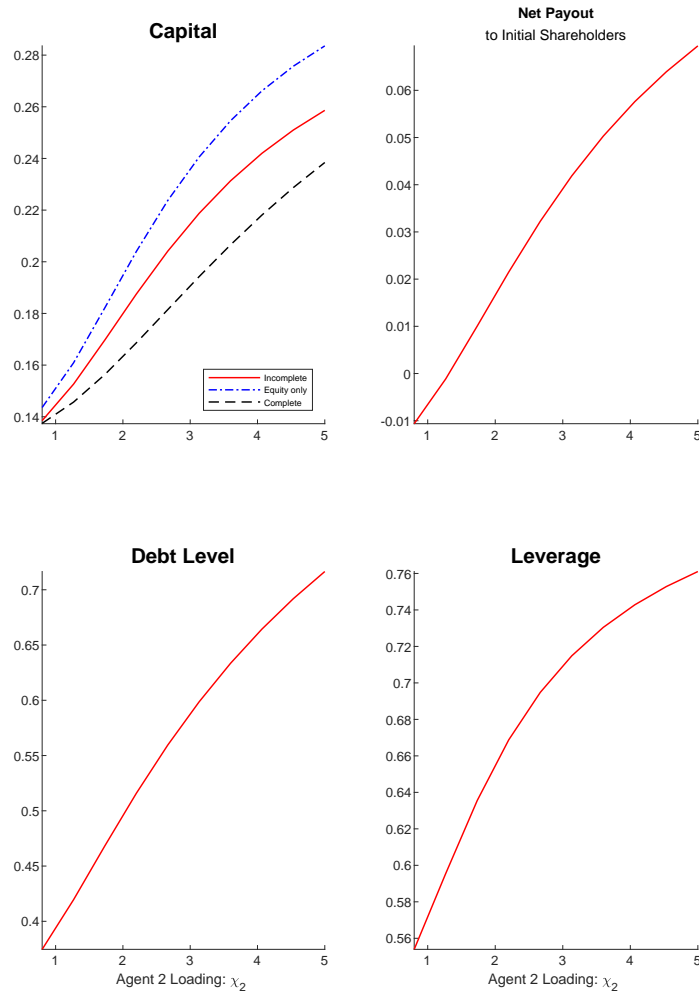 Capital
0.28
0.26
0.24
0.22
0.2
0.18
0.16
0.14
Incomplete
Equity only
Complete
1 2 3 4 5
Net Payout
to Initial Shareholders
0.06
0.05
0.04
0.03
0.02
0.01
0
-0.01
1 2 3 4 5
Debt Level
0.7
0.65
0.6
0.55
0.5
0.45
0.4
1 2 3 4 5
Agent 2 Loading: χ₂
Leverage
0.76
0.74
0.72
0.7
0.68
0.66
0.64
0.62
0.6
0.58
0.56
1 2 3 4 5
Agent 2 Loading: χ₂